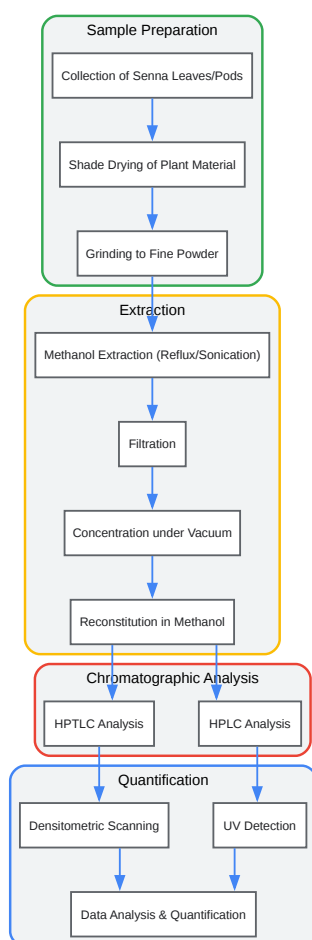 Sample Preparation
Collection of Senna Leaves/Pods
Shade Drying of Plant Material
Grinding to Fine Powder
Extraction
Methanol Extraction (Reflux/Sonication)
Filtration
Concentration under Vacuum
Reconstitution in Methanol
Chromatographic Analysis
HPTLC Analysis
HPLC Analysis
Quantification
Densitometric Scanning
UV Detection
Data Analysis & Quantification